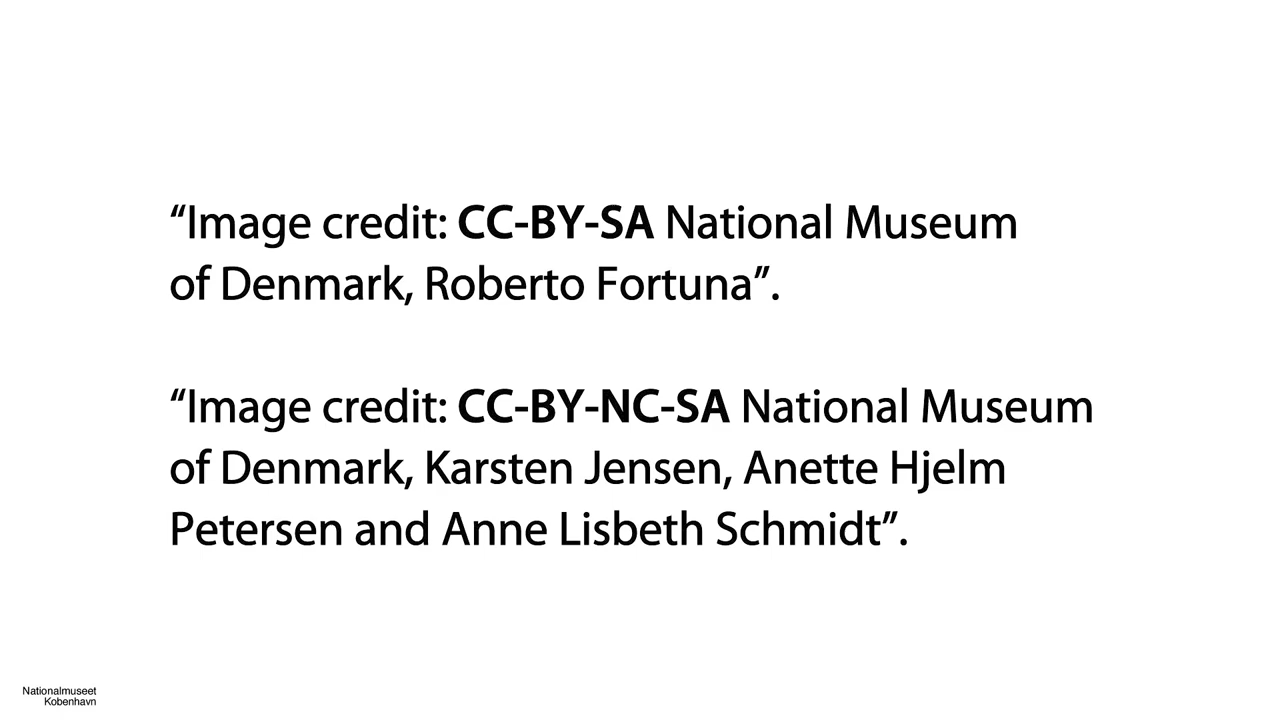 “Image credit: CC-BY-SA National Museum
of Denmark, Roberto Fortuna”.
“Image credit: CC-BY-NC-SA National Museum
of Denmark, Karsten Jensen, Anette Hjelm
Petersen and Anne Lisbeth Schmidt”.
Nationalmuseet
Kobenhavn